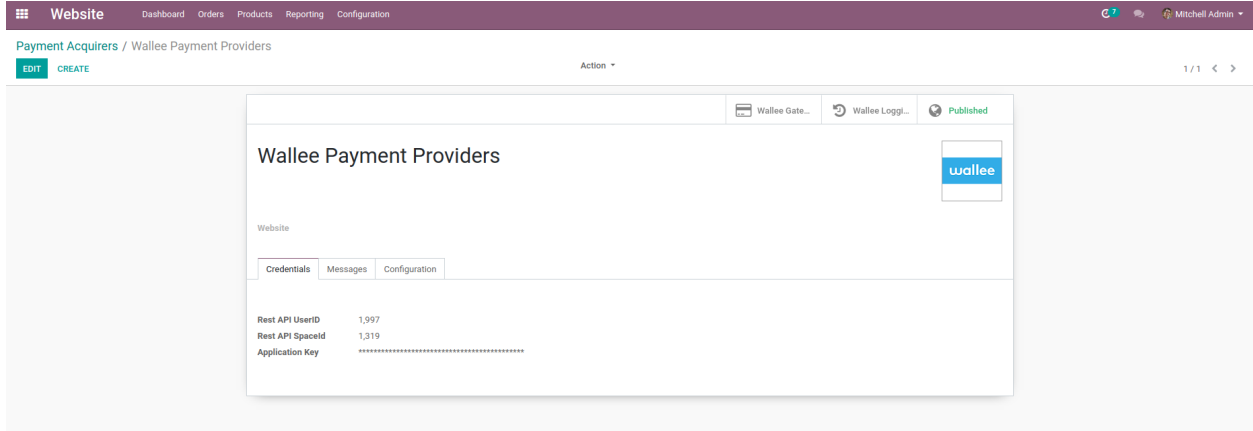 Website Dashboard Orders Products Reporting Configuration 7 Mitchell Admin
Payment Acquirers / Wallee Payment Providers
EDIT CREATE Action 1 / 1
Wallee Gate... Wallee Loggi... Published
Wallee Payment Providers
wallee
Website
Credentials Messages Configuration
Rest API UserID 1,997
Rest API SpaceId 1,319
Application Key ********************************************